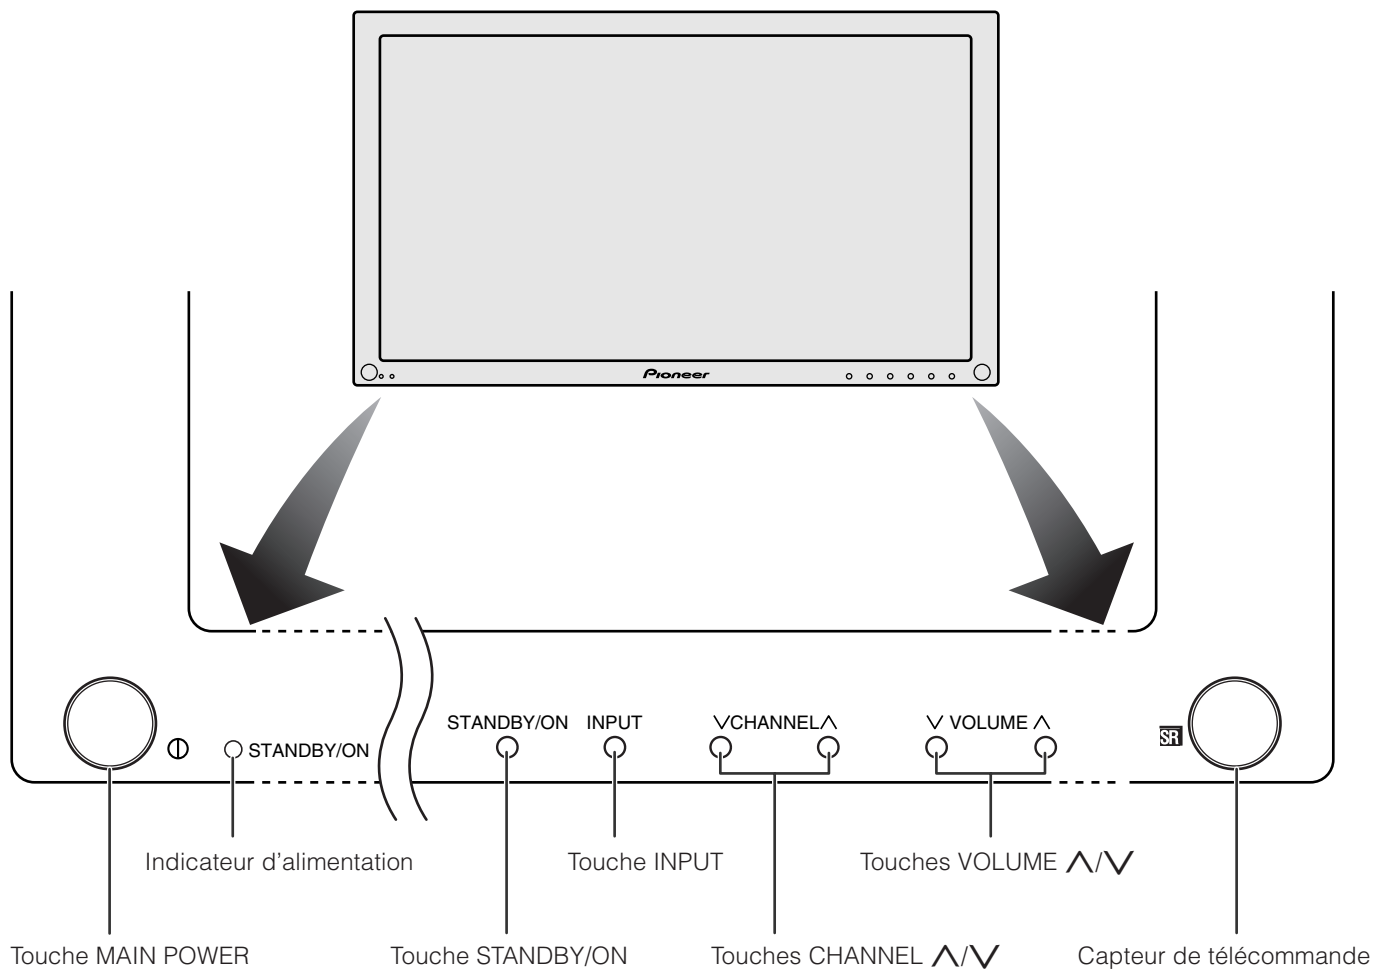 Pioneer
STANDBY/ON INPUT ∨CHANNEL∧ ∨ VOLUME ∧
STANDBY/ON
SR
Indicateur d'alimentation
Touche INPUT
Touches VOLUME ∧/∨
Touche MAIN POWER
Touche STANDBY/ON
Touches CHANNEL ∧/∨
Capteur de télécommande